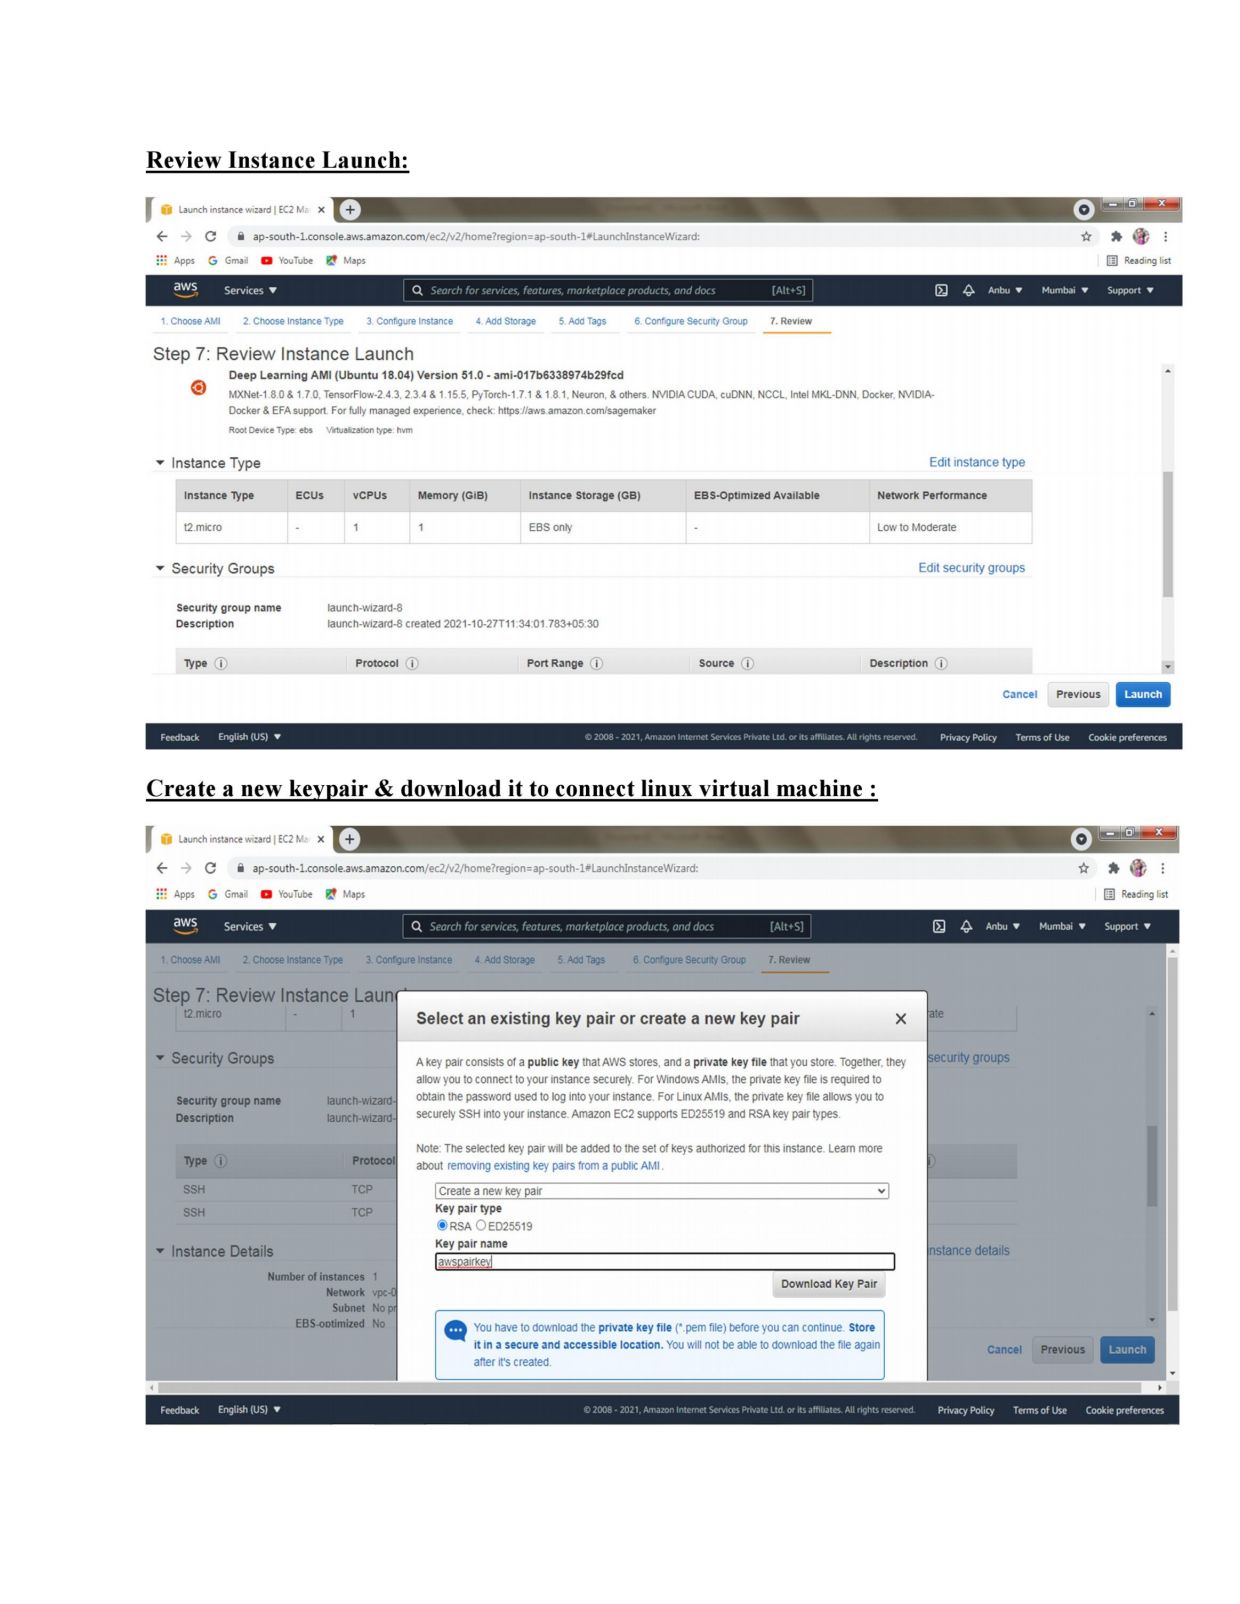 Review Instance Launch:
Launch instance wizard | EC2 Ma
ap-south-1.console.aws.amazon.com/ec2/v2/home?region=ap-south-1#LaunchInstanceWizard:
Apps Gmail YouTube Maps Reading list
aws Services Search for services, features, marketplace products, and docs [Alt+S] Anbu Mumbai Support
1. Choose AMI 2. Choose Instance Type 3. Configure Instance 4. Add Storage 5. Add Tags 6. Configure Security Group 7. Review
Step 7: Review Instance Launch
Deep Learning AMI (Ubuntu 18.04) Version 51.0 - ami-017b6338974b29fcd
MXNet-1.8.0 & 1.7.0, TensorFlow-2.4.3, 2.3.4 & 1.15.5, PyTorch-1.7.1 & 1.8.1, Neuron, & others. NVIDIA CUDA, cuDNN, NCCL, Intel MKL-DNN, Docker, NVIDIA-
Docker & EFA support. For fully managed experience, check: https://aws.amazon.com/sagemaker
Root Device Type: ebs Virtualization type: hvm
Instance Type Edit instance type
Instance Type ECUs vCPUs Memory (GiB) Instance Storage (GB) EBS-Optimized Available Network Performance
t2.micro - 1 1 EBS only - Low to Moderate
Security Groups Edit security groups
Security group name launch-wizard-8
Description launch-wizard-8 created 2021-10-27T11:34:01.783+05:30
Type Protocol Port Range Source Description
Cancel Previous Launch
Feedback English (US) © 2008 - 2021, Amazon Internet Services Private Ltd. or its affiliates. All rights reserved. Privacy Policy Terms of Use Cookie preferences
Create a new keypair & download it to connect linux virtual machine :
Launch instance wizard | EC2 Ma
ap-south-1.console.aws.amazon.com/ec2/v2/home?region=ap-south-1#LaunchInstanceWizard:
Apps Gmail YouTube Maps Reading list
aws Services Search for services, features, marketplace products, and docs [Alt+S] Anbu Mumbai Support
1. Choose AMI 2. Choose Instance Type 3. Configure Instance 4. Add Storage 5. Add Tags 6. Configure Security Group 7. Review
Step 7: Review Instance Launc
t2.micro - 1 ate
Security Groups security groups
Security group name launch-wizard-
Description launch-wizard-
Type Protocol
SSH TCP
SSH TCP
Instance Details instance details
Number of instances 1
Network vpc-0
Subnet No pr
EBS-optimized No
Select an existing key pair or create a new key pair
A key pair consists of a public key that AWS stores, and a private key file that you store. Together, they
allow you to connect to your instance securely. For Windows AMIs, the private key file is required to
obtain the password used to log into your instance. For Linux AMIs, the private key file allows you to
securely SSH into your instance. Amazon EC2 supports ED25519 and RSA key pair types.
Note: The selected key pair will be added to the set of keys authorized for this instance. Learn more
about removing existing key pairs from a public AMI.
Create a new key pair
Key pair type
RSA ED25519
Key pair name
awspairkey
Download Key Pair
You have to download the private key file (*.pem file) before you can continue. Store
it in a secure and accessible location. You will not be able to download the file again
after it's created.
Cancel Previous Launch
Feedback English (US) © 2008 - 2021, Amazon Internet Services Private Ltd. or its affiliates. All rights reserved. Privacy Policy Terms of Use Cookie preferences